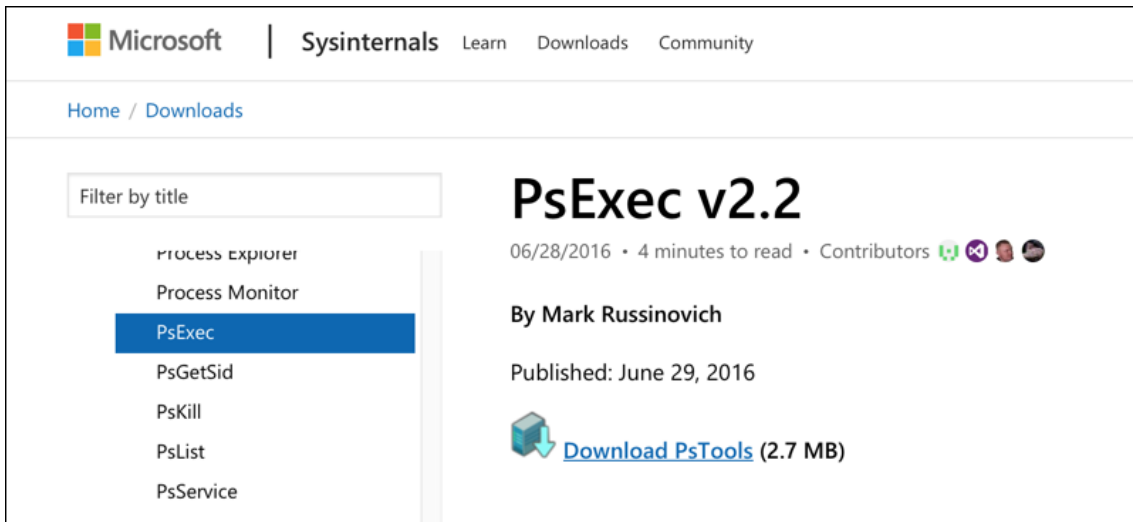 Microsoft | Sysinternals Learn Downloads Community
Home / Downloads
Filter by title
Process Explorer
Process Monitor
PsExec
PsGetSid
PsKill
PsList
PsService
PsExec v2.2
06/28/2016 • 4 minutes to read • Contributors
By Mark Russinovich
Published: June 29, 2016
Download PsTools (2.7 MB)